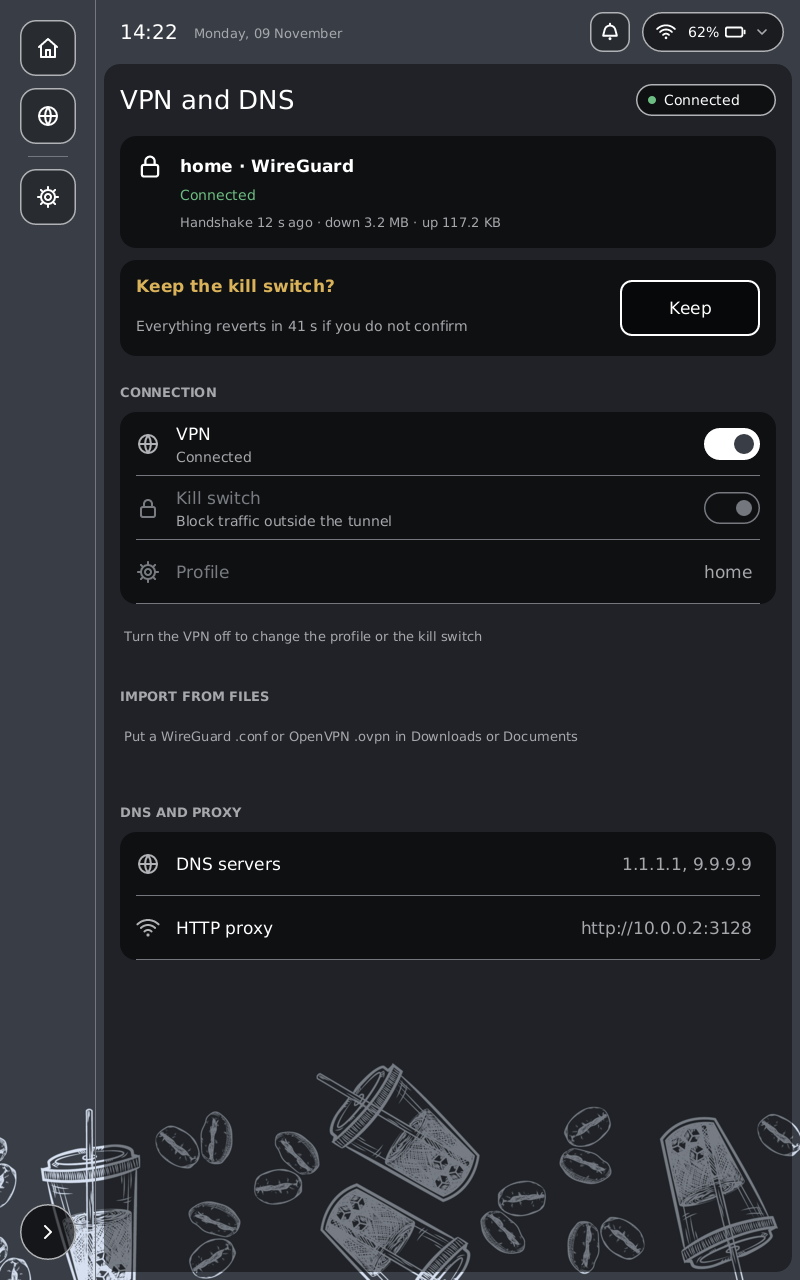 14:22 Monday, 09 November 62%
VPN and DNS Connected
home · WireGuard
Connected
Handshake 12 s ago · down 3.2 MB · up 117.2 KB
Keep the kill switch?
Everything reverts in 41 s if you do not confirm
Keep
CONNECTION
VPN
Connected
Kill switch
Block traffic outside the tunnel
Profile home
Turn the VPN off to change the profile or the kill switch
IMPORT FROM FILES
Put a WireGuard .conf or OpenVPN .ovpn in Downloads or Documents
DNS AND PROXY
DNS servers 1.1.1.1, 9.9.9.9
HTTP proxy http://10.0.0.2:3128